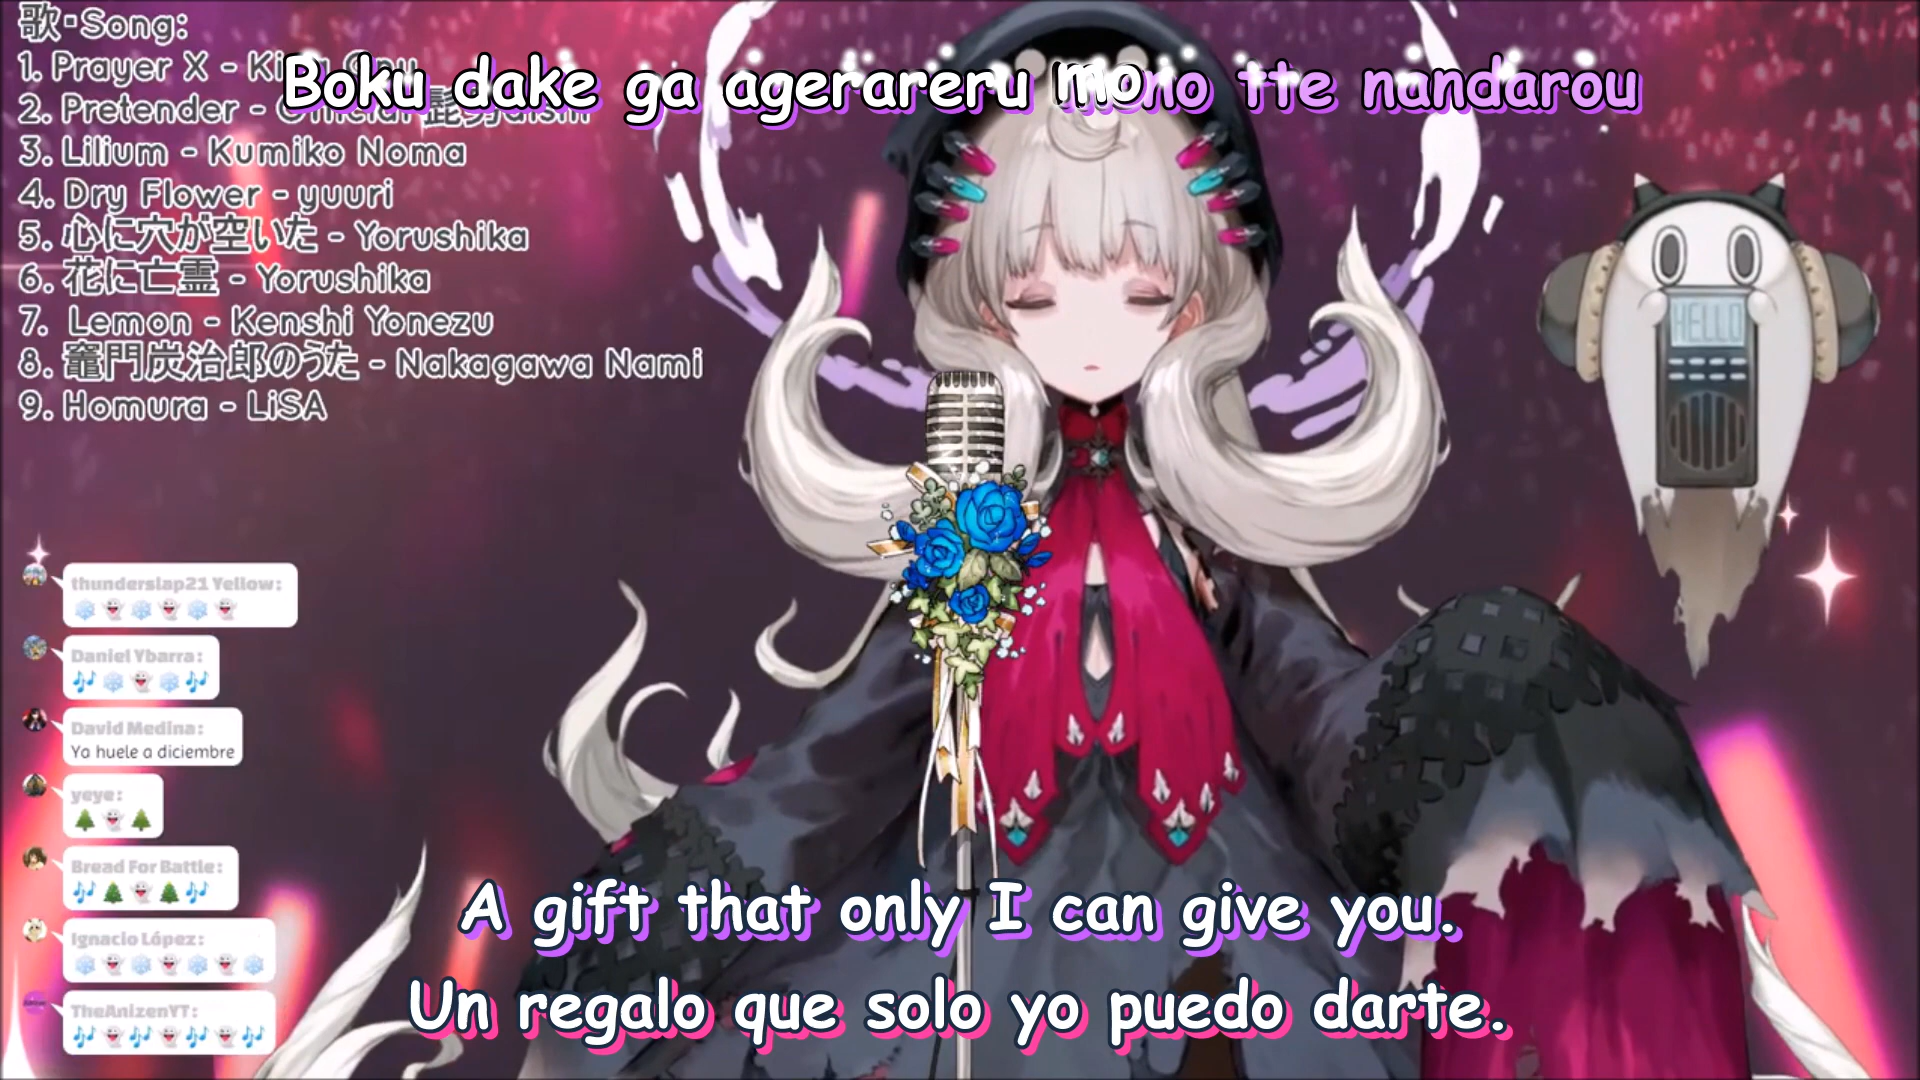 歌・Song:
Boku dake ga agerareru mono tte nandarou
1. Prayer X -
2. Pretender -
3. Lilium - Kumiko Noma
4. Dry Flower - yuuri
5. 心に穴が空いた - Yorushika
6. 花に亡霊 - Yorushika
7. Lemon - Kenshi Yonezu
8. 竈門炭治郎のうた - Nakagawa Nami
9. Homura - LiSA
HELLO
thunderslap21 Yellow:
Daniel Ybarra:
David Medina:
Ya huele a diciembre
yeye:
Bread For Battle:
Ignacio López:
TheAnizenYT:
A gift that only I can give you.
Un regalo que solo yo puedo darte.